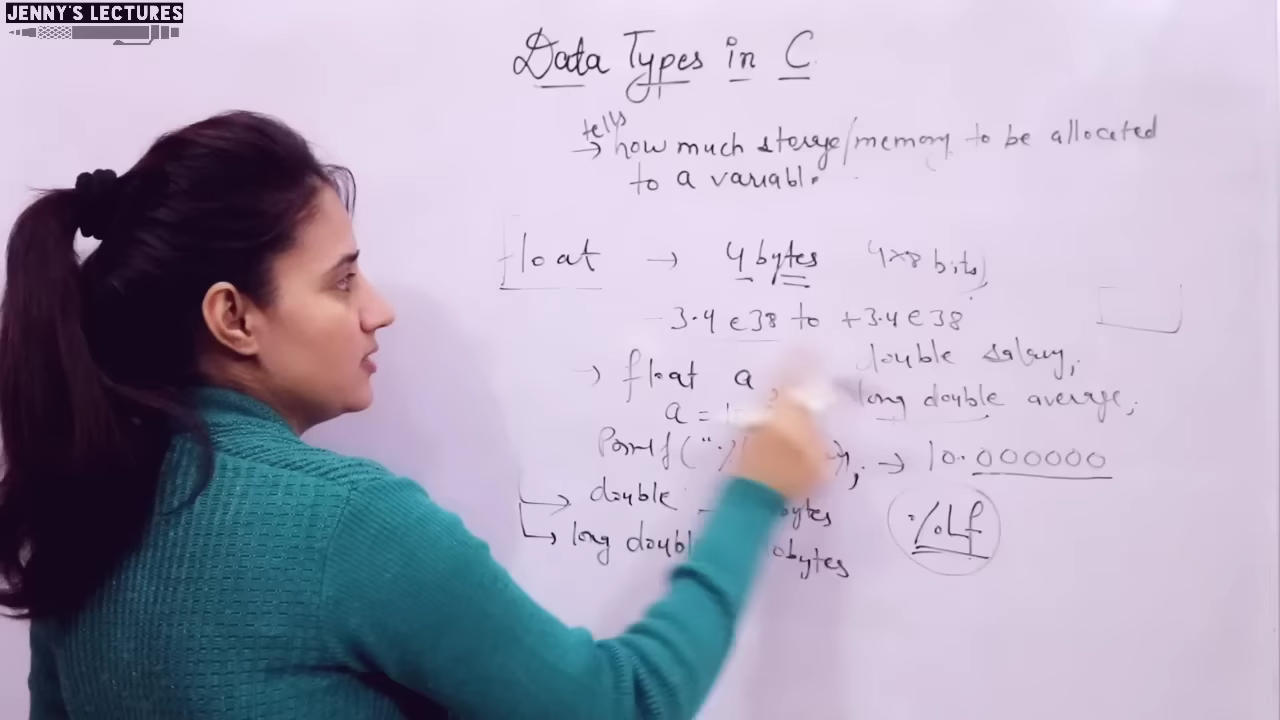 JENNY'S LECTURES
Data Types in C
tells
→ how much storage/memory to be allocated
to a variabl.
float → 4 bytes 4×8 bits
-3.4 e38 to +3.4 e38
→ float a double salary;
a = long double average;
Printf(" → 10.000000
→ double bytes %Lf
→ long doubl bytes